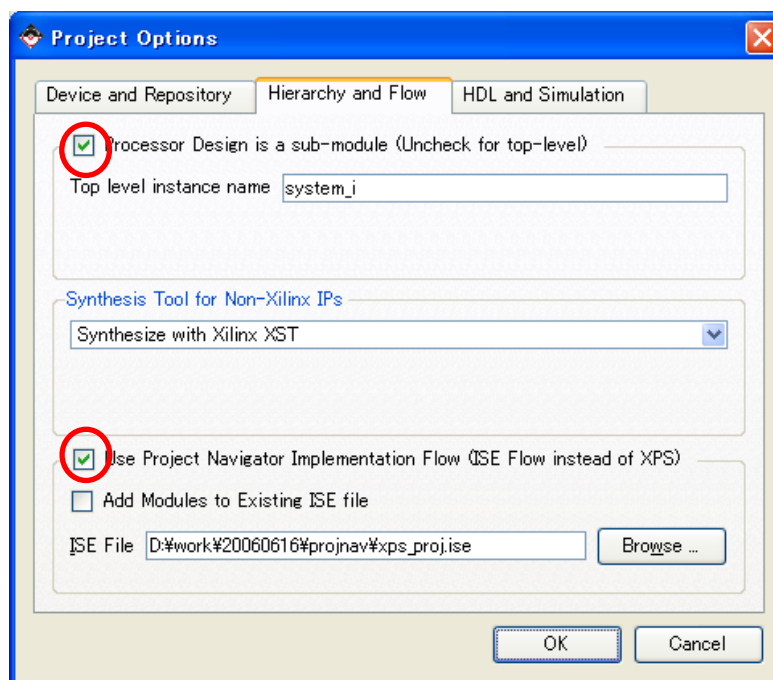 Project Options
Device and Repository
Hierarchy and Flow
HDL and Simulation
Processor Design is a sub-module (Uncheck for top-level)
Top level instance name system_i
Synthesis Tool for Non-Xilinx IPs
Synthesize with Xilinx XST
Use Project Navigator Implementation Flow (ISE Flow instead of XPS)
Add Modules to Existing ISE file
ISE File D:¥work¥20060616¥projnav¥xps_proj.ise Browse ...
OK Cancel